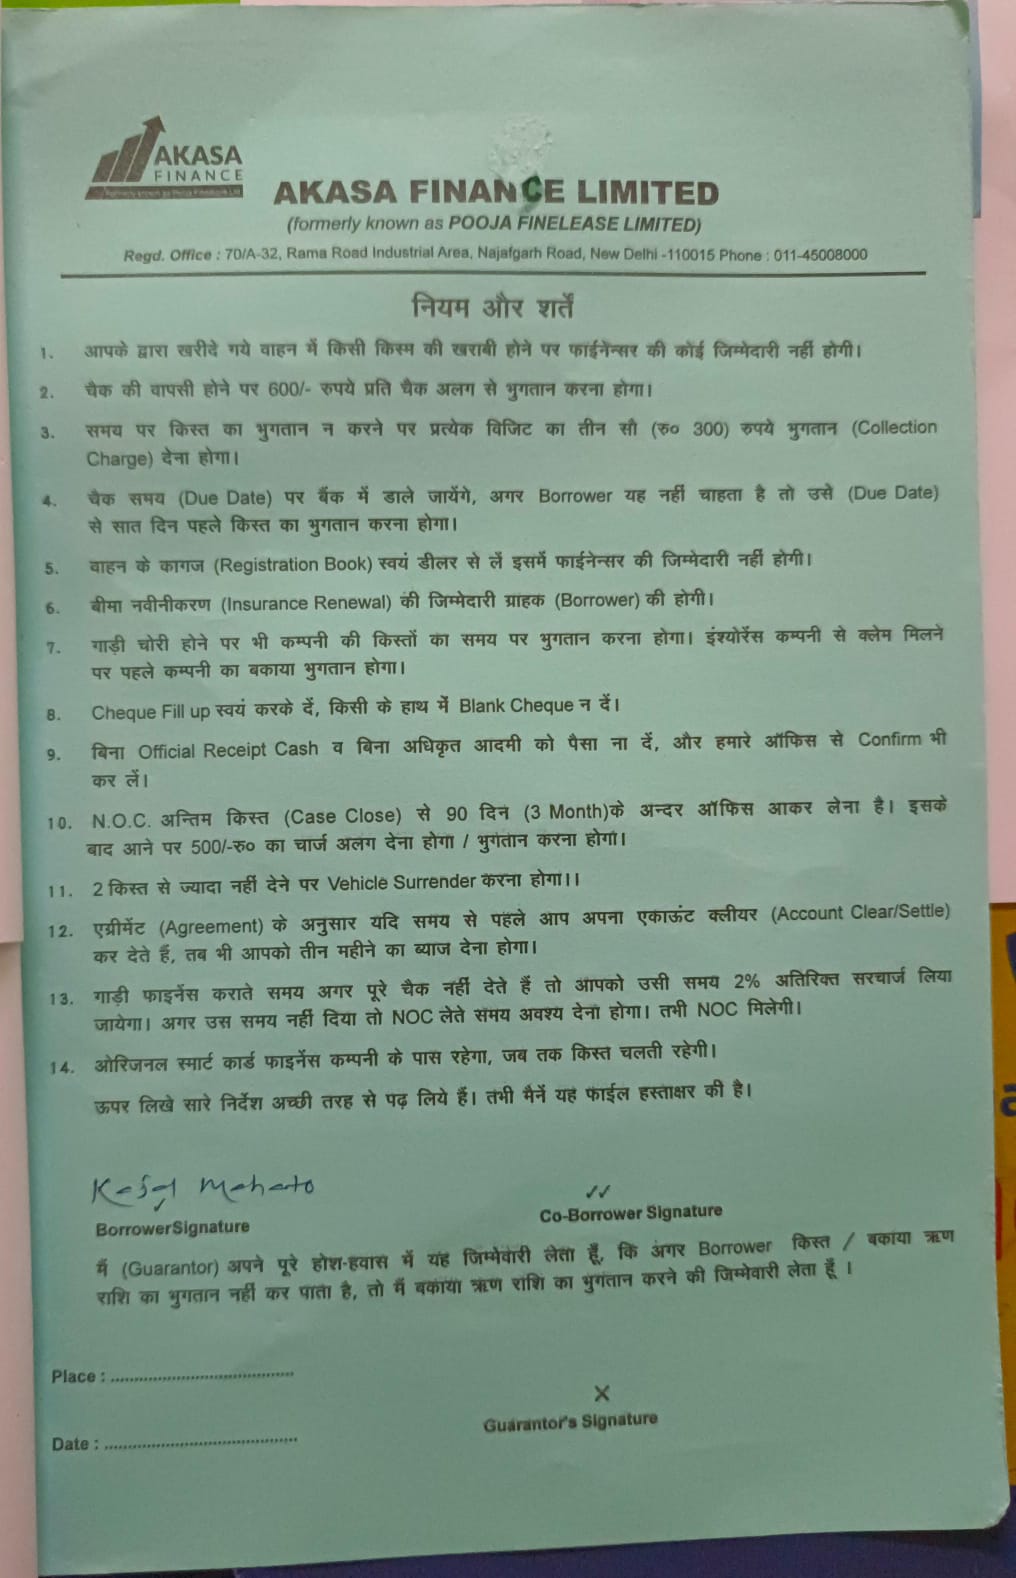 AKASA
FINANCE
AKASA FINANCE LIMITED
(formerly known as POOJA FINELEASE LIMITED)
Regd. Office : 70/A-32, Rama Road Industrial Area, Najafgarh Road, New Delhi -110015 Phone : 011-45008000
नियम और शर्तें
1. आपके द्वारा खरीदे गये वाहन में किसी किस्म की खराबी होने पर फाईनेन्सर की कोई जिम्मेदारी नहीं होगी।
2. चैक की वापसी होने पर 600/- रुपये प्रति चैक अलग से भुगतान करना होगा।
3. समय पर किस्त का भुगतान न करने पर प्रत्येक विजिट का तीन सौ (रु० 300) रुपये भुगतान (Collection
Charge) देना होगा।
4. चैक समय (Due Date) पर बैंक में डाले जायेंगे, अगर Borrower यह नहीं चाहता है तो उसे (Due Date)
से सात दिन पहले किस्त का भुगतान करना होगा।
5. वाहन के कागज (Registration Book) स्वयं डीलर से लें इसमें फाईनेन्सर की जिम्मेदारी नहीं होगी।
6. बीमा नवीनीकरण (Insurance Renewal) की जिम्मेदारी ग्राहक (Borrower) की होगी।
7. गाड़ी चोरी होने पर भी कम्पनी की किस्तों का समय पर भुगतान करना होगा। इंश्योरेंस कम्पनी से क्लेम मिलने
पर पहले कम्पनी का बकाया भुगतान होगा।
8. Cheque Fill up स्वयं करके दें, किसी के हाथ में Blank Cheque न दें।
9. बिना Official Receipt Cash व बिना अधिकृत आदमी को पैसा ना दें, और हमारे ऑफिस से Confirm भी
कर लें।
10. N.O.C. अन्तिम किस्त (Case Close) से 90 दिन (3 Month)के अन्दर ऑफिस आकर लेना है। इसके
बाद आने पर 500/-रु० का चार्ज अलग देना होगा / भुगतान करना होगा।
11. 2 किस्त से ज्यादा नहीं देने पर Vehicle Surrender करना होगा।।
12. एग्रीमेंट (Agreement) के अनुसार यदि समय से पहले आप अपना एकाऊंट क्लीयर (Account Clear/Settle)
कर देते हैं, तब भी आपको तीन महीने का ब्याज देना होगा।
13. गाड़ी फाइनेंस कराते समय अगर पूरे चैक नहीं देते हैं तो आपको उसी समय 2% अतिरिक्त सरचार्ज लिया
जायेगा। अगर उस समय नहीं दिया तो NOC लेते समय अवश्य देना होगा। तभी NOC मिलेगी।
14. ओरिजनल स्मार्ट कार्ड फाइनेंस कम्पनी के पास रहेगा, जब तक किस्त चलती रहेगी।
ऊपर लिखे सारे निर्देश अच्छी तरह से पढ़ लिये हैं। तभी मैनें यह फाईल हस्ताक्षर की है।
Mahato
BorrowerSignature
Co-Borrower Signature
मैं (Guarantor) अपने पूरे होश-हवास में यह जिम्मेवारी लेता हूँ, कि अगर Borrower किस्त / बकाया ऋण
राशि का भुगतान नहीं कर पाता है, तो मैं बकाया ऋण राशि का भुगतान करने की जिम्मेवारी लेता हूँ ।
Place : ......................................
X
Guarantor's Signature
Date : ........................................